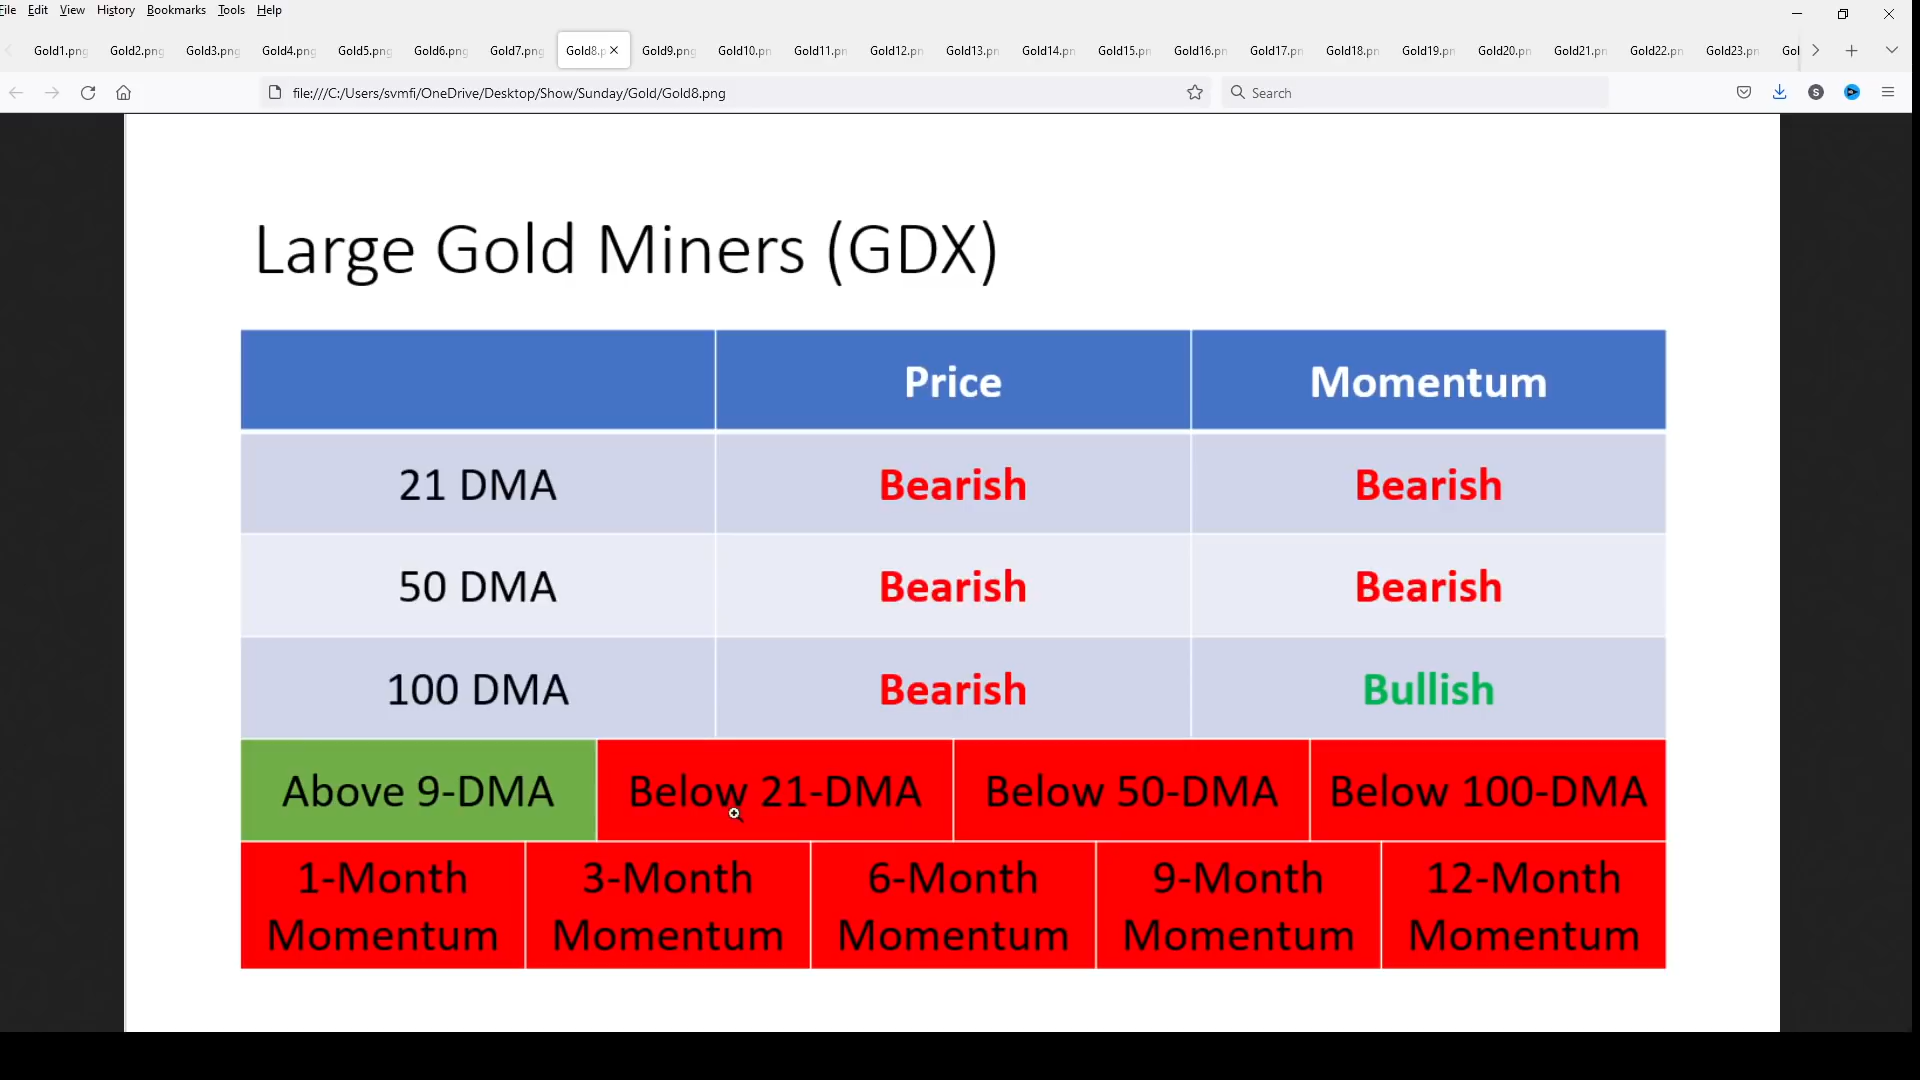 File Edit View History Bookmarks Tools Help
Gold1.png Gold2.png Gold3.png Gold4.png Gold5.png Gold6.png Gold7.png Gold8.p Gold9.png Gold10.pn Gold11.pn Gold12.pn Gold13.pn Gold14.pn Gold15.pn Gold16.pn Gold17.pn Gold18.pn Gold19.pn Gold20.pn Gold21.pn Gold22.pn Gold23.pn Gol
file:///C:/Users/svmfi/OneDrive/Desktop/Show/Sunday/Gold/Gold8.png Search S
Large Gold Miners (GDX)
Price Momentum
21 DMA Bearish Bearish
50 DMA Bearish Bearish
100 DMA Bearish Bullish
Above 9-DMA Below 21-DMA Below 50-DMA Below 100-DMA
1-Month 3-Month 6-Month 9-Month 12-Month
Momentum Momentum Momentum Momentum Momentum